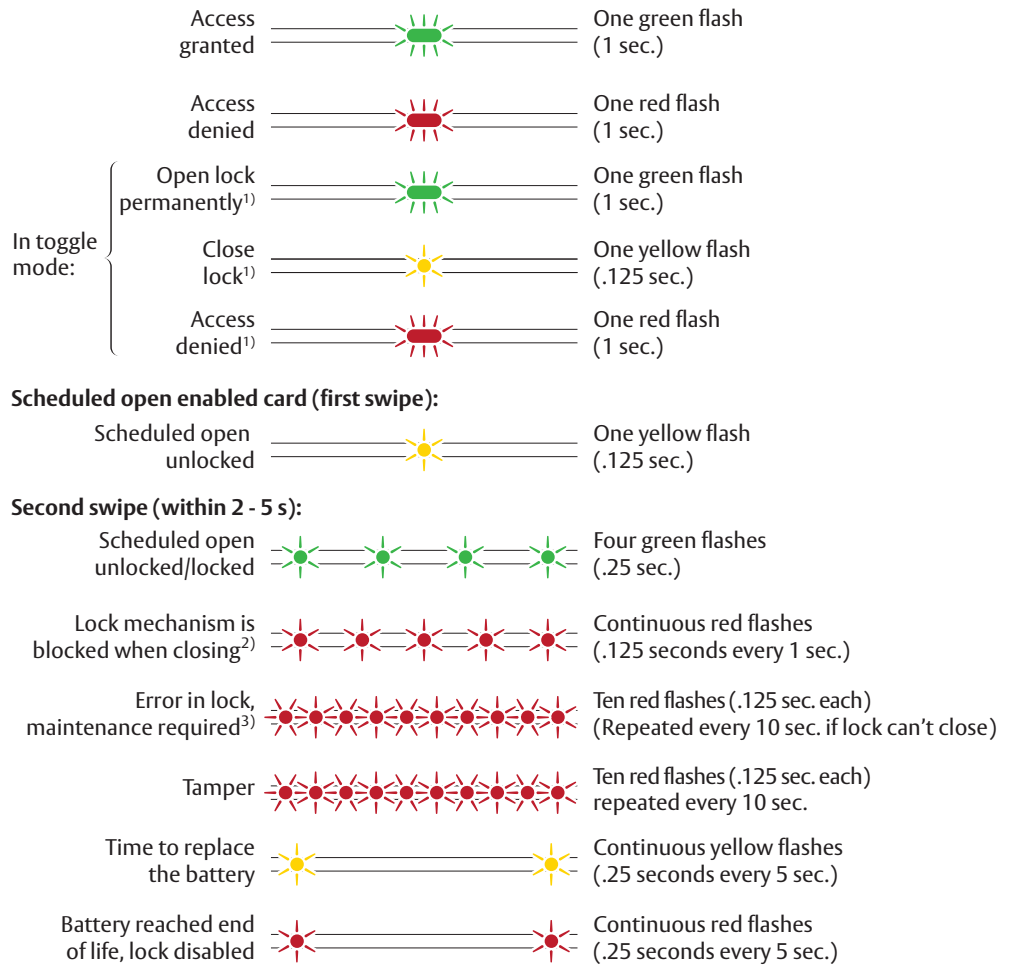 Access
granted
One green flash
(1 sec.)
Access
denied
One red flash
(1 sec.)
In toggle
mode:
Open lock
permanently1)
One green flash
(1 sec.)
Close
lock1)
One yellow flash
(.125 sec.)
Access
denied1)
One red flash
(1 sec.)
Scheduled open enabled card (first swipe):
Scheduled open
unlocked
One yellow flash
(.125 sec.)
Second swipe (within 2 - 5 s):
Scheduled open
unlocked/locked
Four green flashes
(.25 sec.)
Lock mechanism is
blocked when closing2)
Continuous red flashes
(.125 seconds every 1 sec.)
Error in lock,
maintenance required3)
Ten red flashes (.125 sec. each)
(Repeated every 10 sec. if lock can't close)
Tamper
Ten red flashes (.125 sec. each)
repeated every 10 sec.
Time to replace
the battery
Continuous yellow flashes
(.25 seconds every 5 sec.)
Battery reached end
of life, lock disabled
Continuous red flashes
(.25 seconds every 5 sec.)